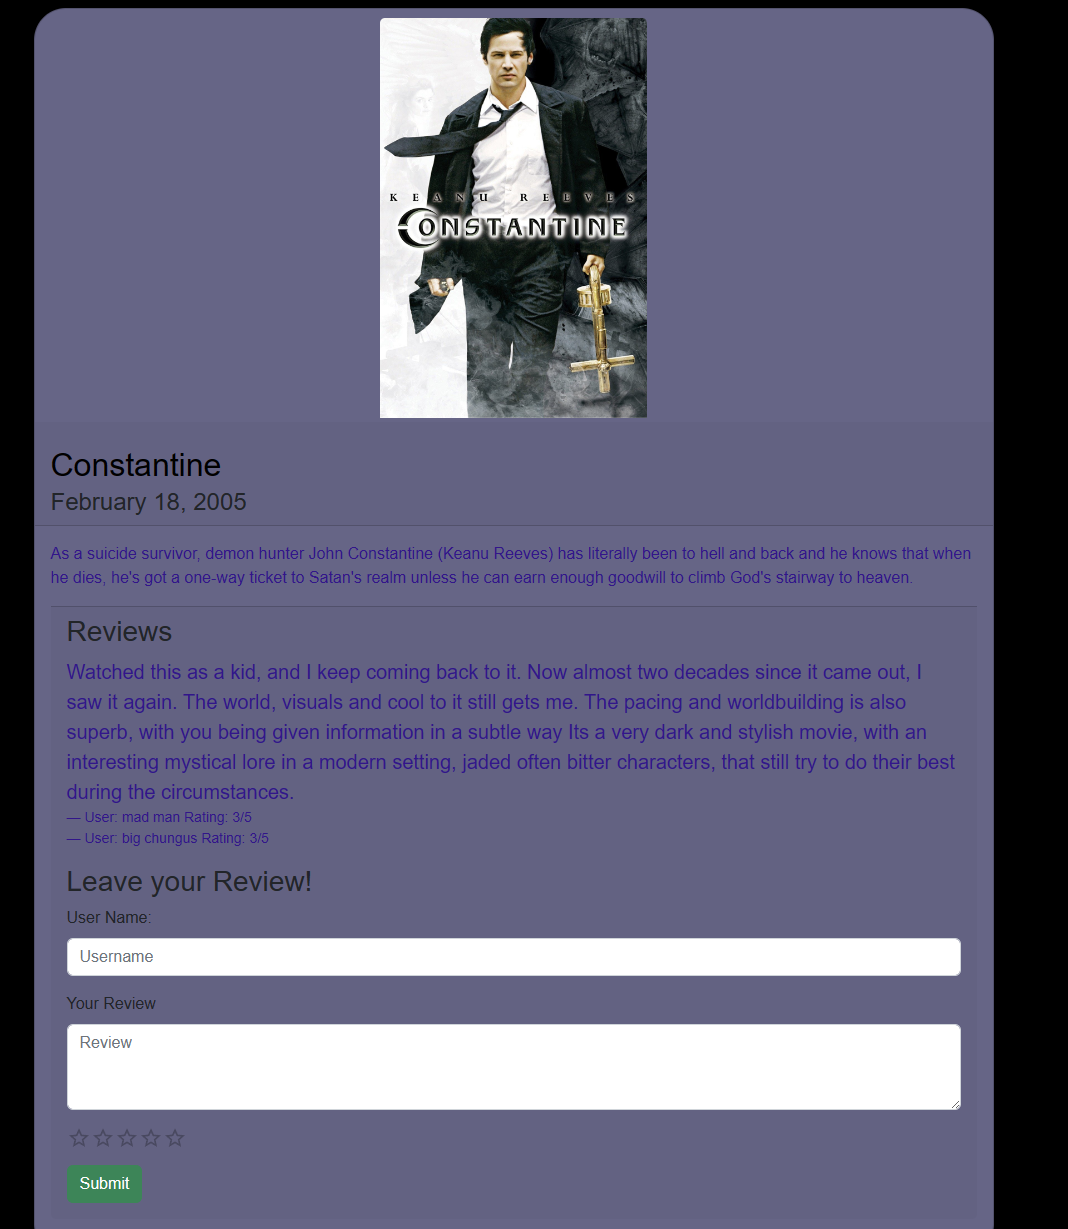 KEANU REEVES
CONSTANTINE
Constantine
February 18, 2005
As a suicide survivor, demon hunter John Constantine (Keanu Reeves) has literally been to hell and back and he knows that when
he dies, he's got a one-way ticket to Satan's realm unless he can earn enough goodwill to climb God's stairway to heaven.
Reviews
Watched this as a kid, and I keep coming back to it. Now almost two decades since it came out, I
saw it again. The world, visuals and cool to it still gets me. The pacing and worldbuilding is also
superb, with you being given information in a subtle way Its a very dark and stylish movie, with an
interesting mystical lore in a modern setting, jaded often bitter characters, that still try to do their best
during the circumstances.
— User: mad man Rating: 3/5
— User: big chungus Rating: 3/5
Leave your Review!
User Name:
Username
Your Review
Review
Submit